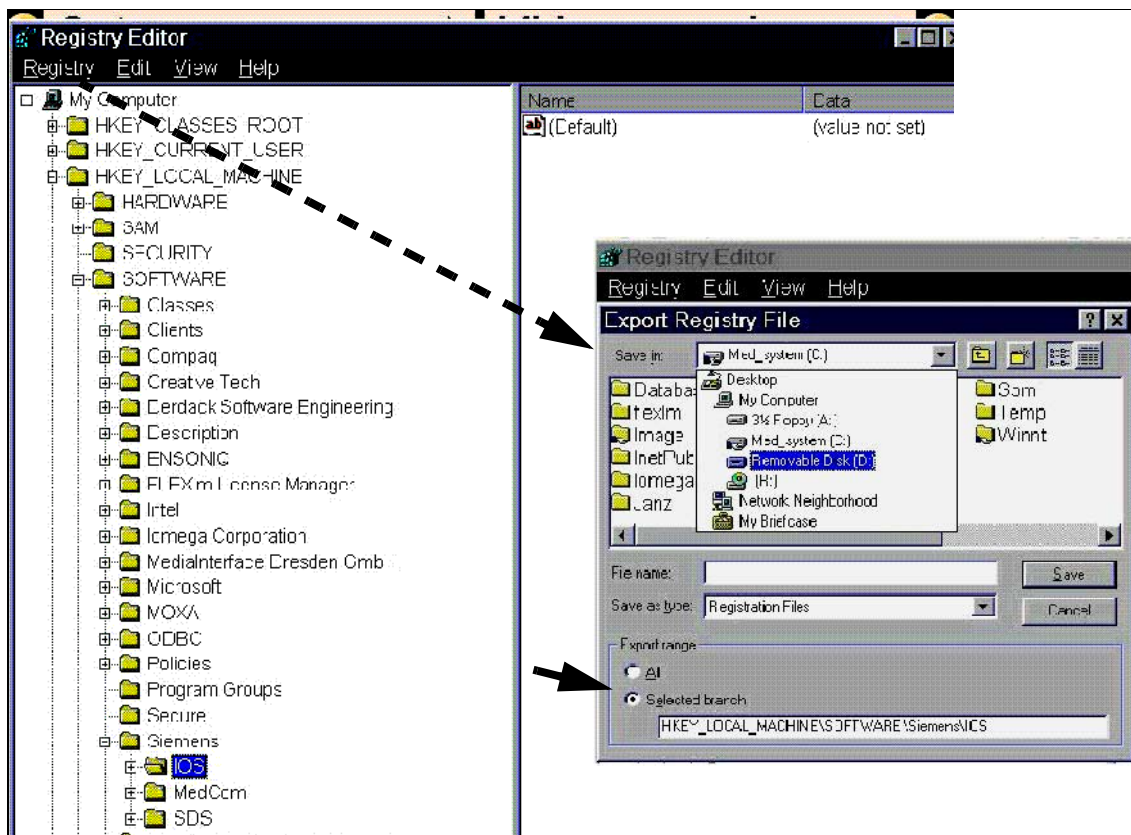 Registry Editor
Registry Edit View Help
My Computer
HKEY_CLASSES_ROOT
HKEY_CURRENT_USER
HKEY_LOCAL_MACHINE
HARDWARE
SAM
SECURITY
SOFTWARE
Classes
Clients
Compaq
Creative Tech
Derdack Software Engineering
Description
ENSONIQ
FLEXlm License Manager
Intel
Iomega Corporation
MediaInterface Dresden Gmb
Microsoft
MOXA
ODBC
Policies
Program Groups
Secure
Siemens
IOS
MedCom
SDS
Name Data
(Default) (value not set)
Registry Editor
Registry Edit View Help
Export Registry File
Save in: Med_system (C:)
Desktop
My Computer
3½ Floppy (A:)
Med_system (C:)
Removable Disk (D:)
(R:)
Network Neighborhood
My Briefcase
Databa
flexlm
Image
InetPub
Iomega
Janz
Som
Temp
Winnt
File name: Save
Save as type: Registration Files Cancel
Export range
All
Selected branch
HKEY_LOCAL_MACHINE\SOFTWARE\Siemens\IOS